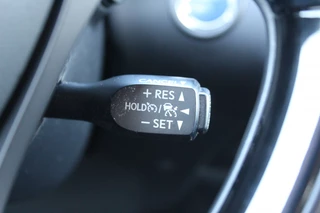 CANCEL
+ RES
HOLD /
− SET